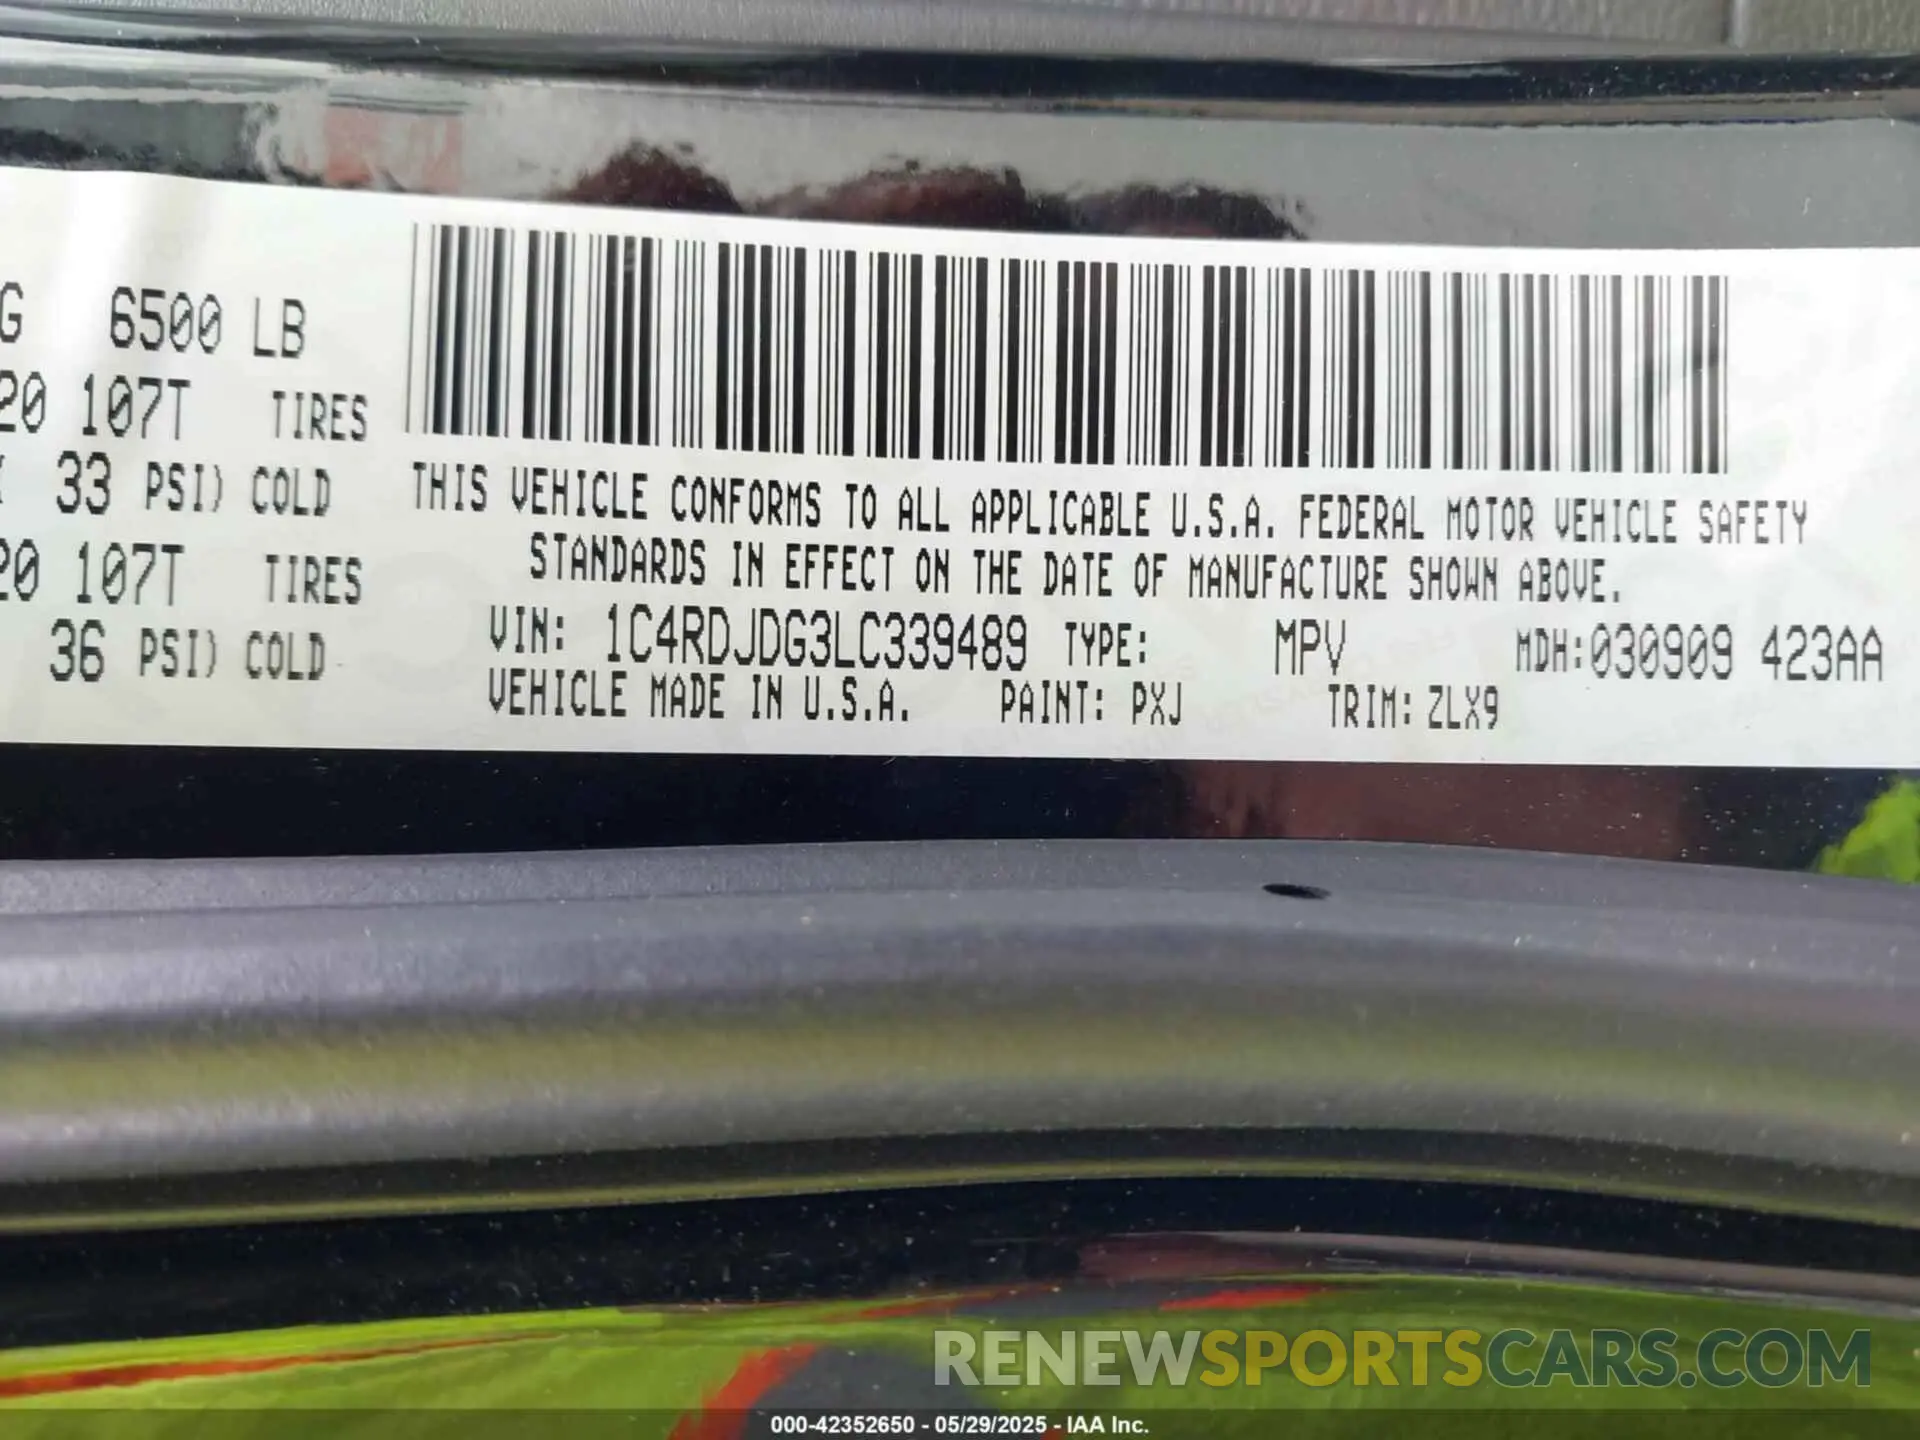 G 6500 LB
20 107T TIRES
33 PSI) COLD
20 107T TIRES
36 PSI) COLD
THIS VEHICLE CONFORMS TO ALL APPLICABLE U.S.A. FEDERAL MOTOR VEHICLE SAFETY
STANDARDS IN EFFECT ON THE DATE OF MANUFACTURE SHOWN ABOVE.
VIN: 1C4RDJDG3LC339489 TYPE: MPV MDH:030909 423AA
VEHICLE MADE IN U.S.A. PAINT: PXJ TRIM: ZLX9
RENEWSPORTSCARS.COM
000-42352650 - 05/29/2025 - IAA Inc.